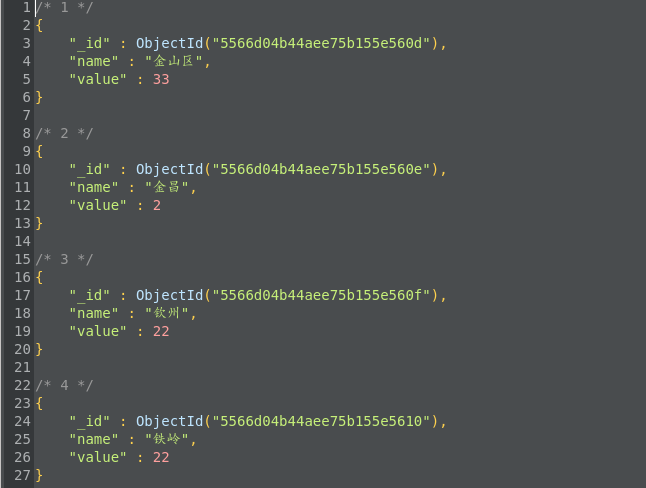 1 /* 1 */
2 {
3 "_id" : ObjectId("5566d04b44aee75b155e560d"),
4 "name" : "金山区",
5 "value" : 33
6 }
7
8 /* 2 */
9 {
10 "_id" : ObjectId("5566d04b44aee75b155e560e"),
11 "name" : "金昌",
12 "value" : 2
13 }
14
15 /* 3 */
16 {
17 "_id" : ObjectId("5566d04b44aee75b155e560f"),
18 "name" : "钦州",
19 "value" : 22
20 }
21
22 /* 4 */
23 {
24 "_id" : ObjectId("5566d04b44aee75b155e5610"),
25 "name" : "铁岭",
26 "value" : 22
27 }